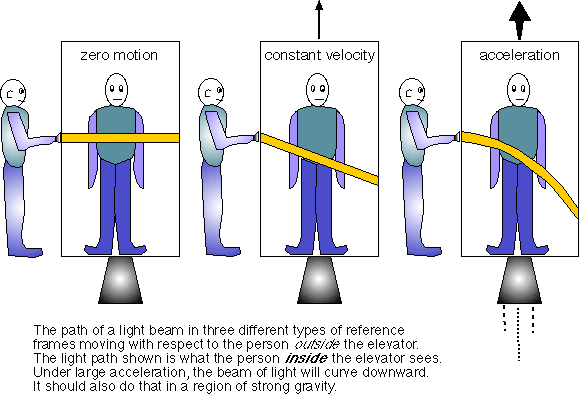 zero motion
constant velocity
acceleration
The path of a light beam in three different types of reference
frames moving with respect to the person outside the elevator.
The light path shown is what the person inside the elevator sees.
Under large acceleration, the beam of light will curve downward.
It should also do that in a region of strong gravity.